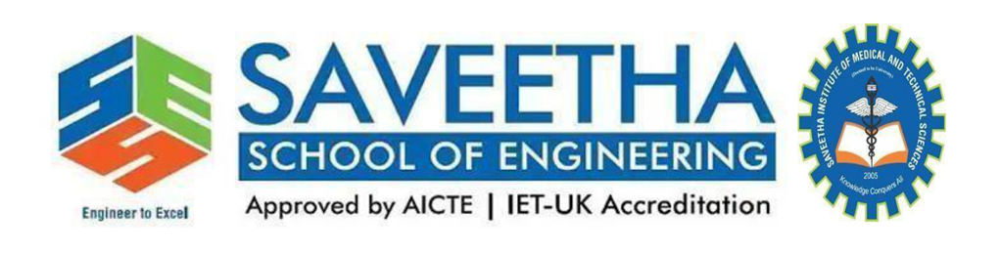 SSE
Engineer to Excel
SAVEETHA
SCHOOL OF ENGINEERING
Approved by AICTE | IET-UK Accreditation
SAVEETHA INSTITUTE OF MEDICAL AND TECHNICAL SCIENCES
(Deemed to be University)
2005
Knowledge Conquers All